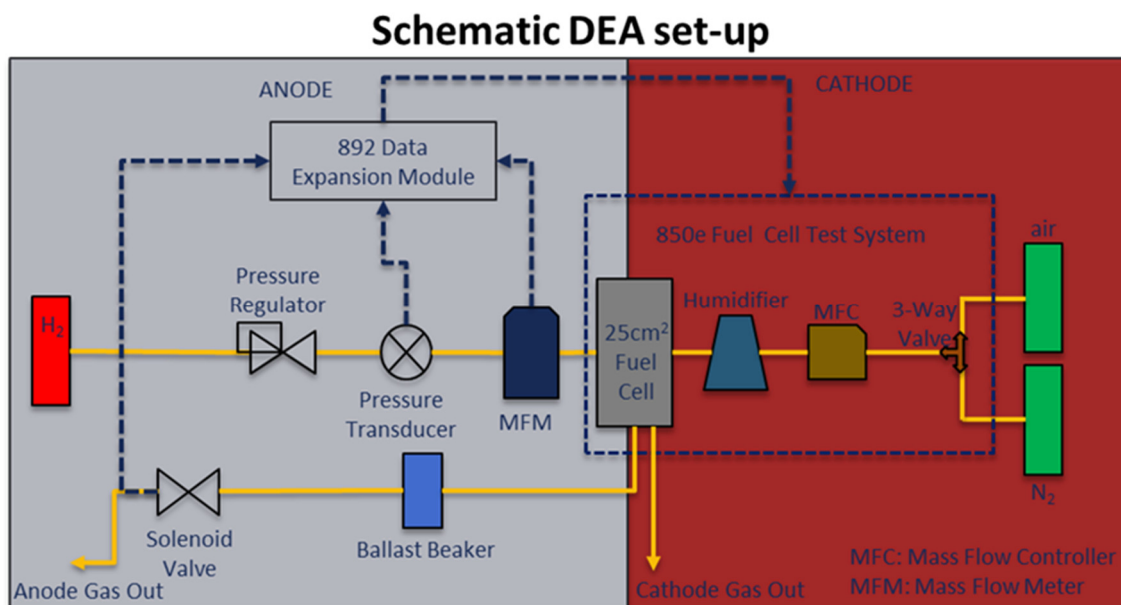 Schematic DEA set-up
ANODE
CATHODE
892 Data
Expansion Module
850e Fuel Cell Test System
air
Pressure
Regulator
H2
Humidifier
MFC
3-Way
Valve
25cm²
Fuel
Cell
Pressure
Transducer
MFM
N2
Solenoid
Valve
Ballast Beaker
Anode Gas Out
Cathode Gas Out
MFC: Mass Flow Controller
MFM: Mass Flow Meter